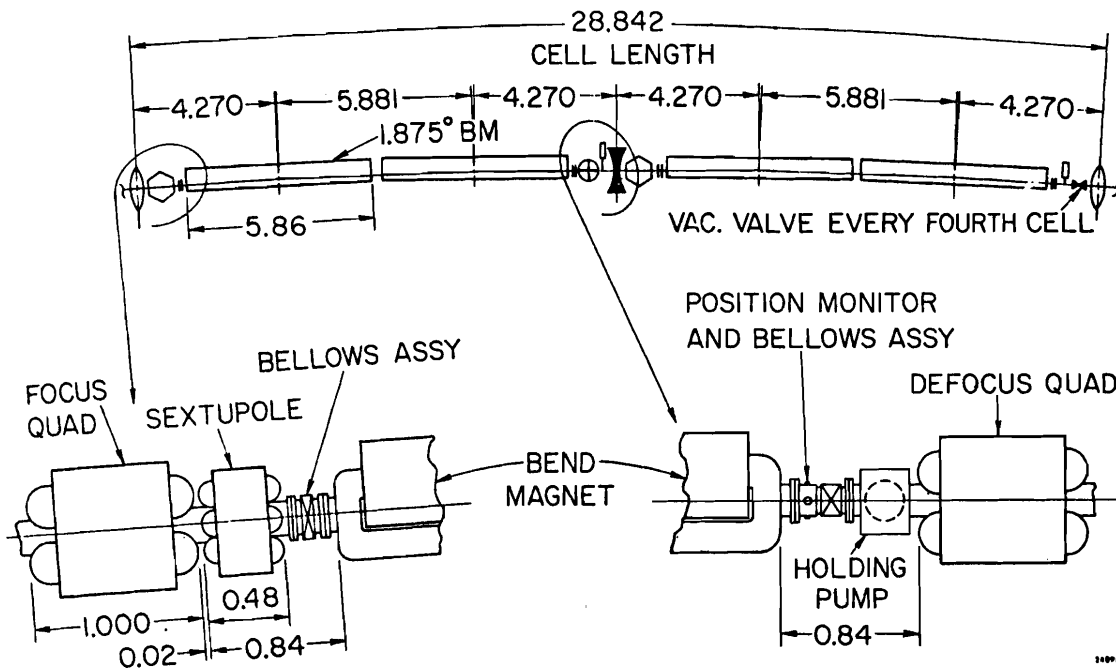 28.842
CELL LENGTH
4.270
5.881
4.270
4.270
5.881
4.270
1.875° BM
5.86
VAC. VALVE EVERY FOURTH CELL
POSITION MONITOR
AND BELLOWS ASSY
BELLOWS ASSY
DEFOCUS QUAD
FOCUS
QUAD
SEXTUPOLE
BEND
MAGNET
HOLDING
PUMP
0.48
1.000
0.02
0.84
0.84